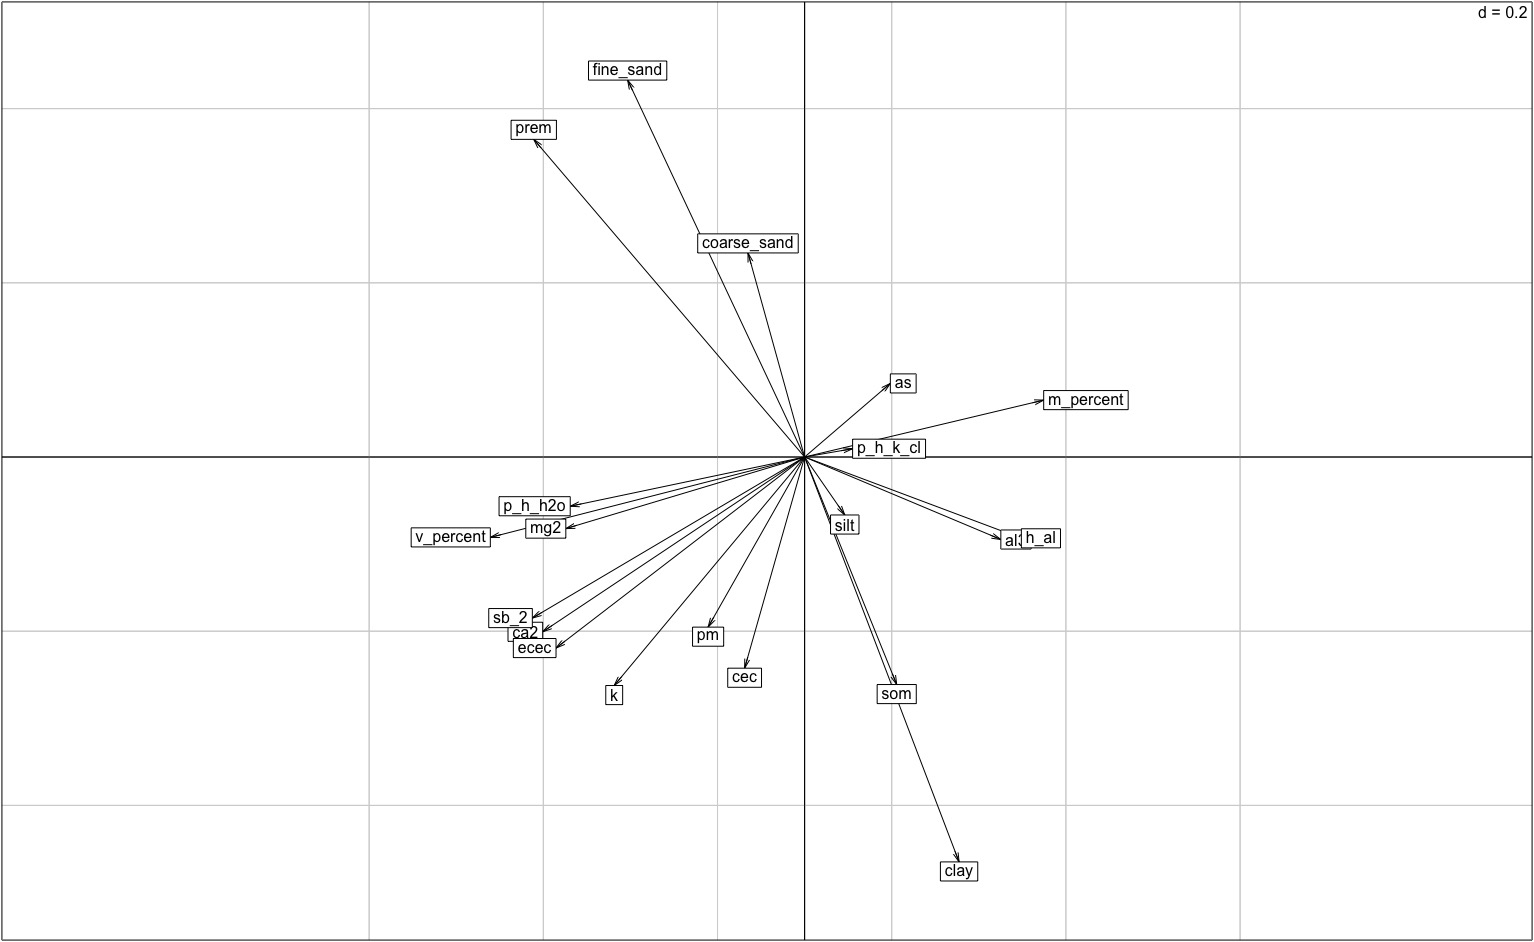 d = 0.2
fine_sand
prem
coarse_sand
as
m_percent
p_h_k_cl
p_h_h2o
silt
mg2
v_percent
h_al
sb_2
ca2
pm
ecec
cec
k
som
clay